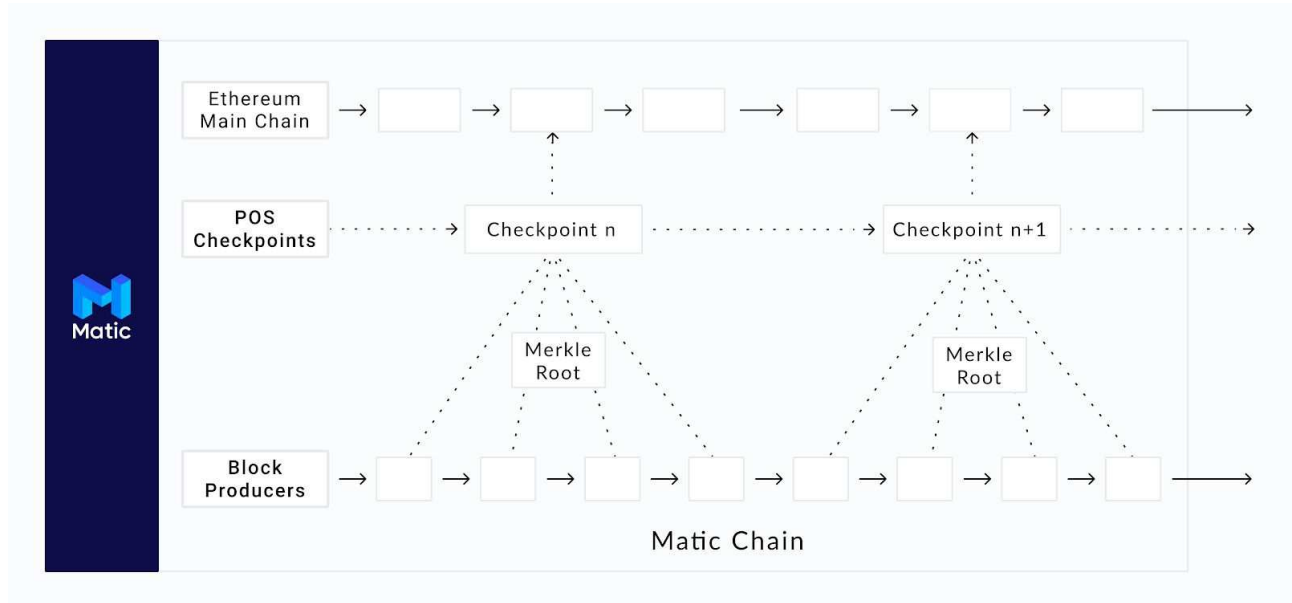 Ethereum
Main Chain
POS
Checkpoints
Checkpoint n
Checkpoint n+1
Matic
Merkle
Root
Merkle
Root
Block
Producers
Matic Chain